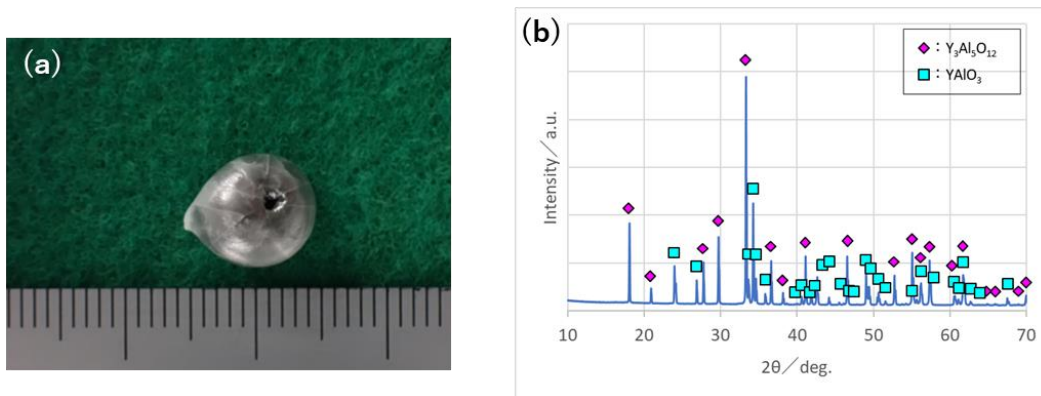 (a)
(b)
◆：Y₃Al₅O₁₂
■：YAlO₃
Intensity／a.u.
10 20 30 40 50 60 70
2θ／deg.